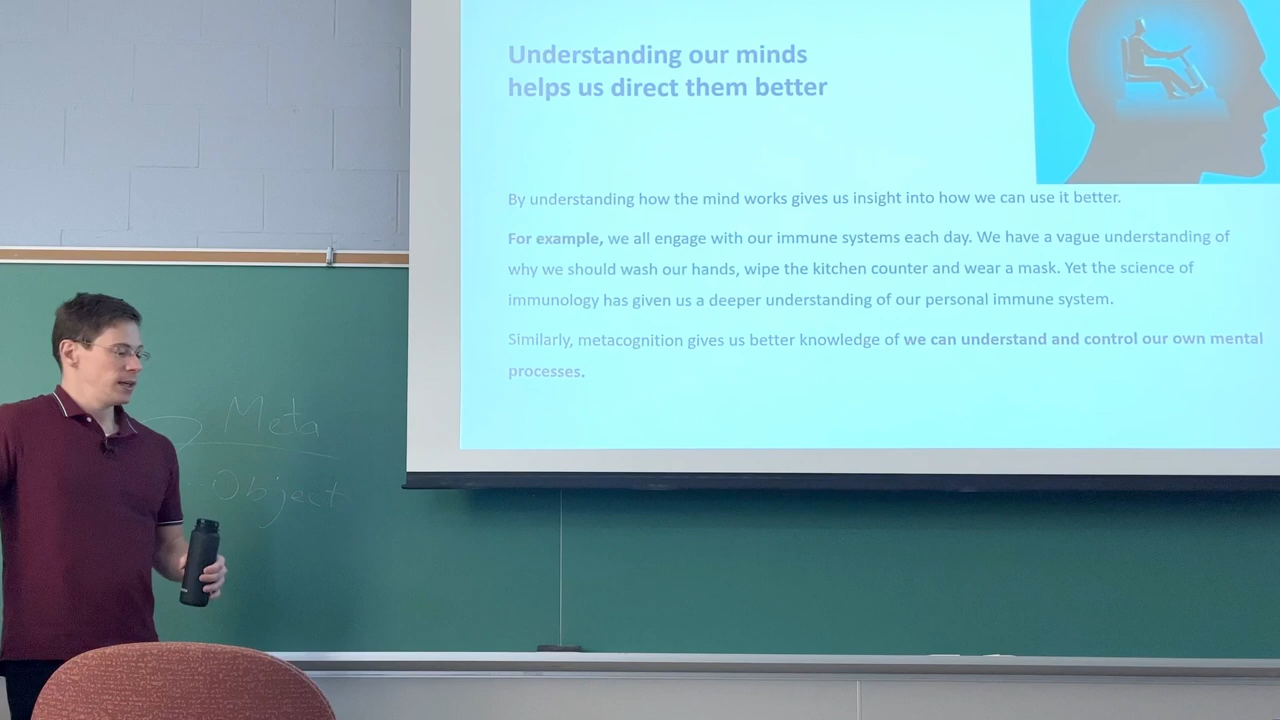 Understanding our minds
helps us direct them better
By understanding how the mind works gives us insight into how we can use it better.
For example, we all engage with our immune systems each day. We have a vague understanding of
why we should wash our hands, wipe the kitchen counter and wear a mask. Yet the science of
immunology has given us a deeper understanding of our personal immune system.
Similarly, metacognition gives us better knowledge of we can understand and control our own mental
processes.
Meta
Object